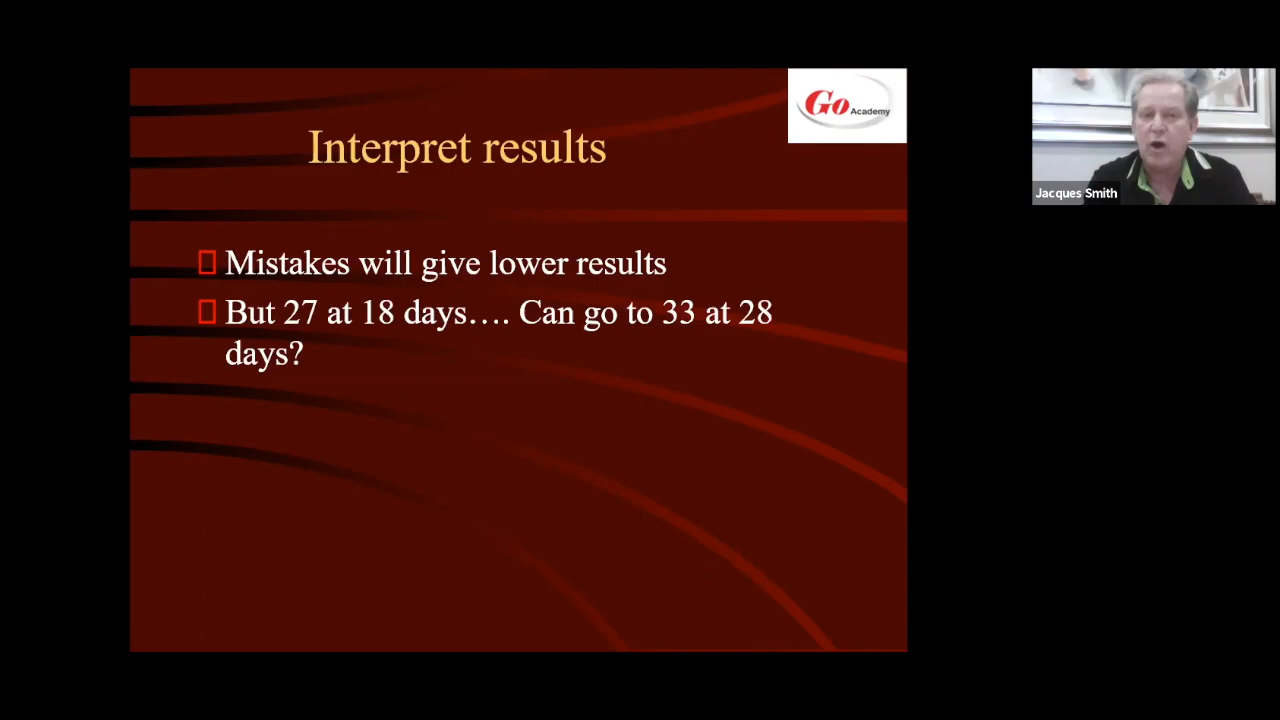 Go Academy
Interpret results
Mistakes will give lower results
But 27 at 18 days…. Can go to 33 at 28
days?
Jacques Smith